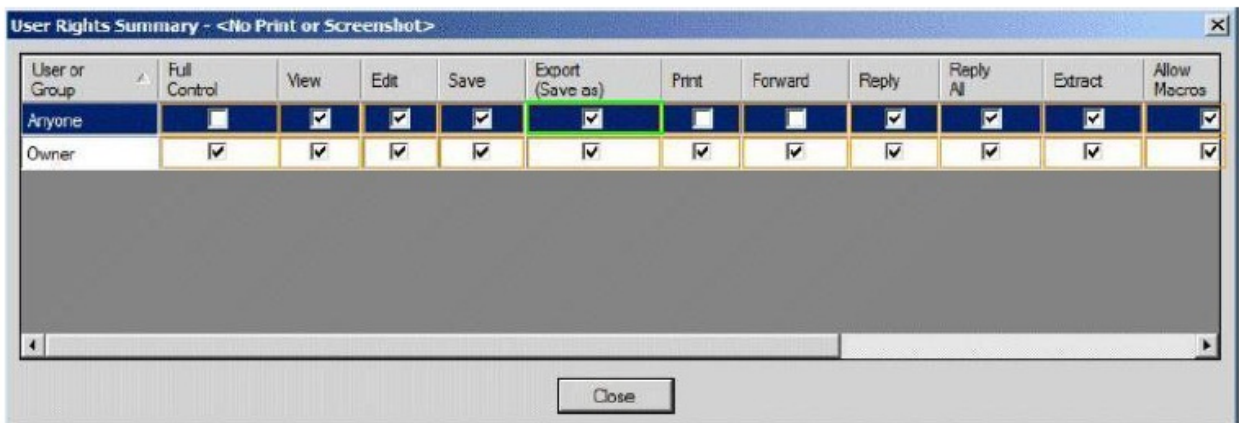 User Rights Summary - <No Print or Screenshot>
User or Group Full Control View Edit Save Export (Save as) Print Forward Reply Reply All Extract Allow Macros
Anyone
Owner
Close